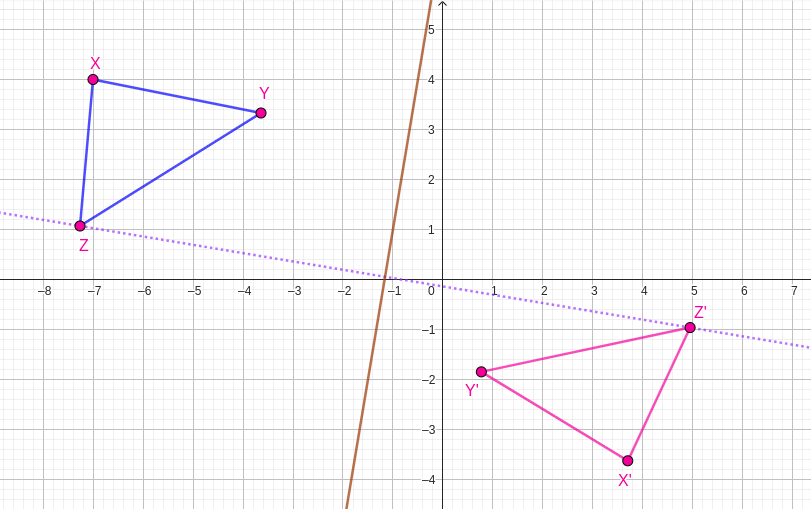 5
X
4
Y
3
2
Z
1
–8 –7 –6 –5 –4 –3 –2 –1 0 1 2 3 4 5 6 7
Z'
–1
Y'
–2
–3
X'
–4